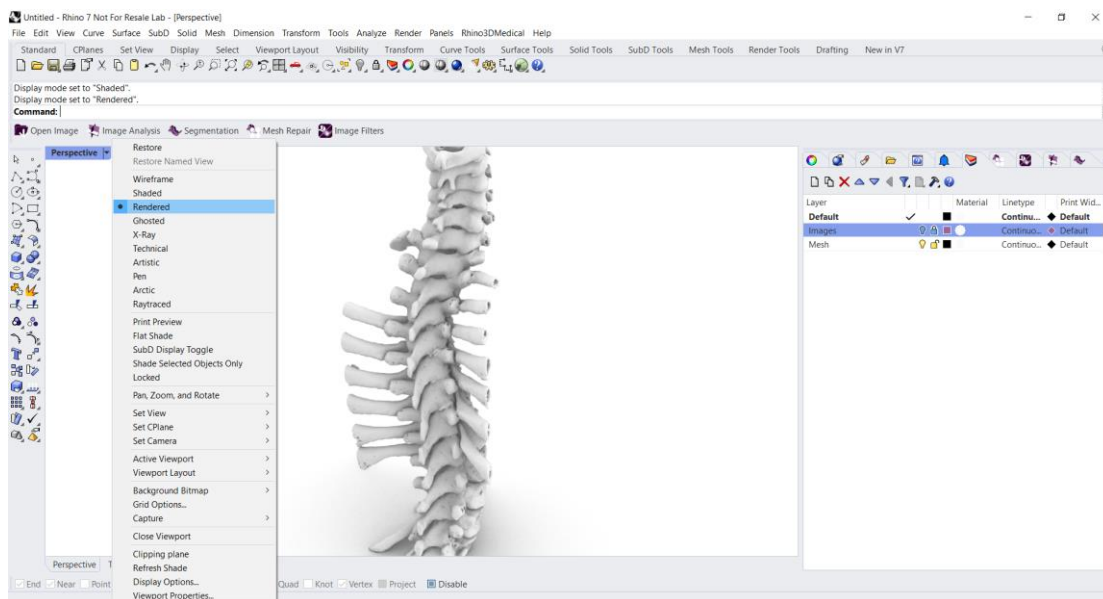 Untitled - Rhino 7 Not For Resale Lab - [Perspective]
File Edit View Curve Surface SubD Solid Mesh Dimension Transform Tools Analyze Render Panels Rhino3DMedical Help
Standard CPlanes Set View Display Select Viewport Layout Visibility Transform Curve Tools Surface Tools Solid Tools SubD Tools Mesh Tools Render Tools Drafting New in V7
Display mode set to "Shaded".
Display mode set to "Rendered".
Command:
Open Image Image Analysis Segmentation Mesh Repair Image Filters
Perspective
Restore
Restore Named View
Wireframe
Shaded
Rendered
Ghosted
X-Ray
Technical
Artistic
Pen
Arctic
Raytraced
Print Preview
Flat Shade
SubD Display Toggle
Shade Selected Objects Only
Locked
Pan, Zoom, and Rotate
Set View
Set CPlane
Set Camera
Active Viewport
Viewport Layout
Background Bitmap
Grid Options...
Capture
Close Viewport
Clipping plane
Refresh Shade
Display Options...
Viewport Properties...
Layer Material Linetype Print Wid...
Default Continu... Default
Images Continuo... Default
Mesh Continuo... Default
Perspective T
End Near Point Quad Knot Vertex Project Disable